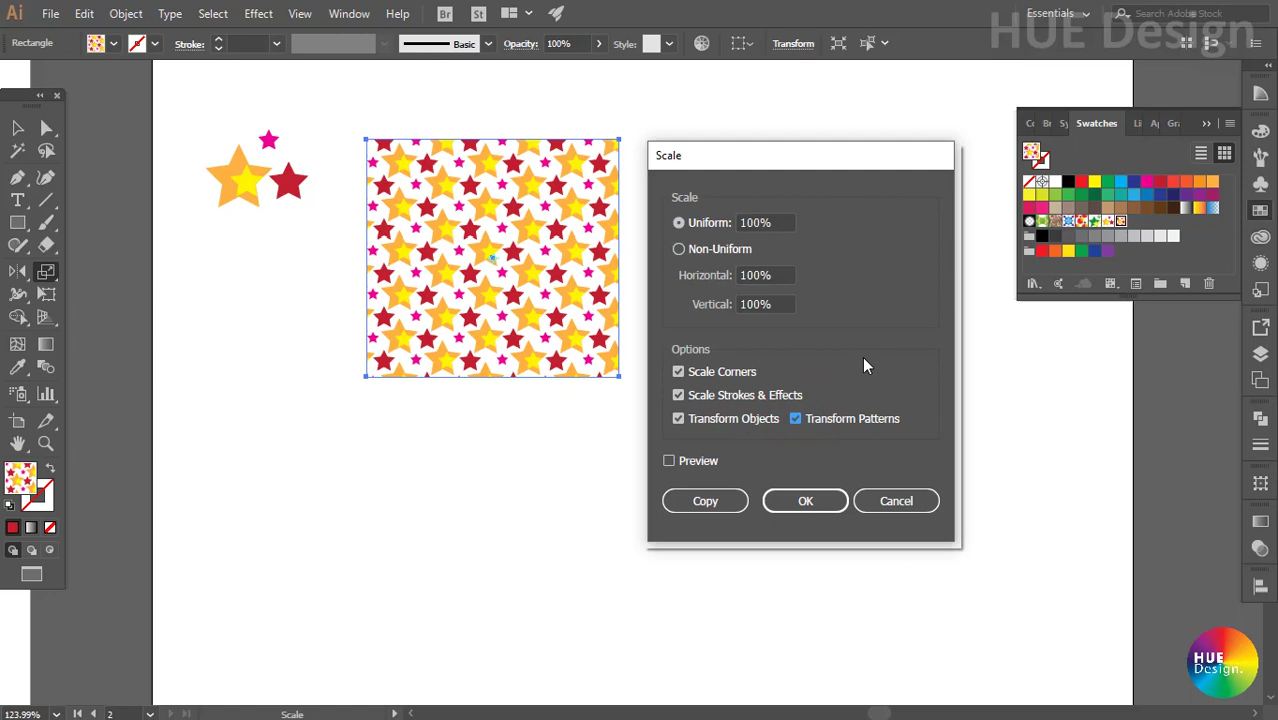 Ai File Edit Object Type Select Effect View Window Help Br St Essentials Search Adobe Stock
HUE Design
Rectangle Stroke: Basic Opacity: 100% Style: Transform
Swatches
Scale
Scale
Uniform: 100%
Non-Uniform
Horizontal: 100%
Vertical: 100%
Options
Scale Corners
Scale Strokes & Effects
Transform Objects Transform Patterns
Preview
Copy OK Cancel
HUE
Design.
123.99% 2 Scale